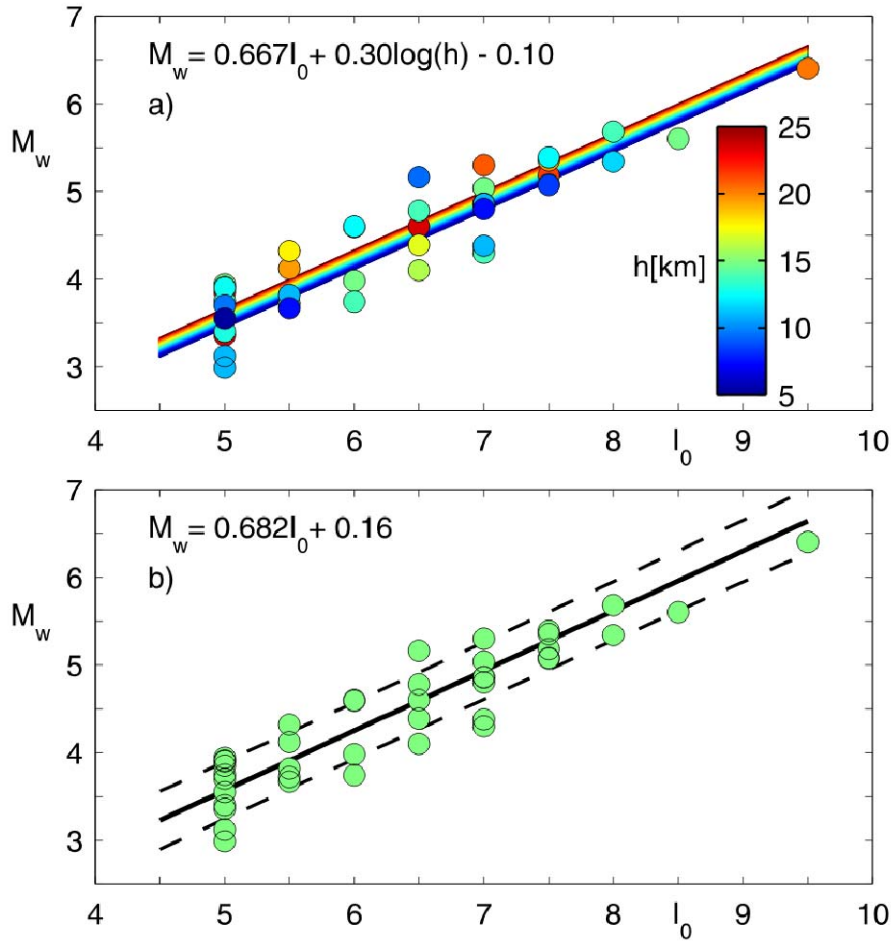 7
M_w = 0.667I_0 + 0.30log(h) - 0.10
a)
6
M_w
5
4
3
25
20
h[km] 15
10
5
4 5 6 7 8 I_0 9 10
7
M_w = 0.682I_0 + 0.16
b)
6
M_w
5
4
3
4 5 6 7 8 I_0 9 10